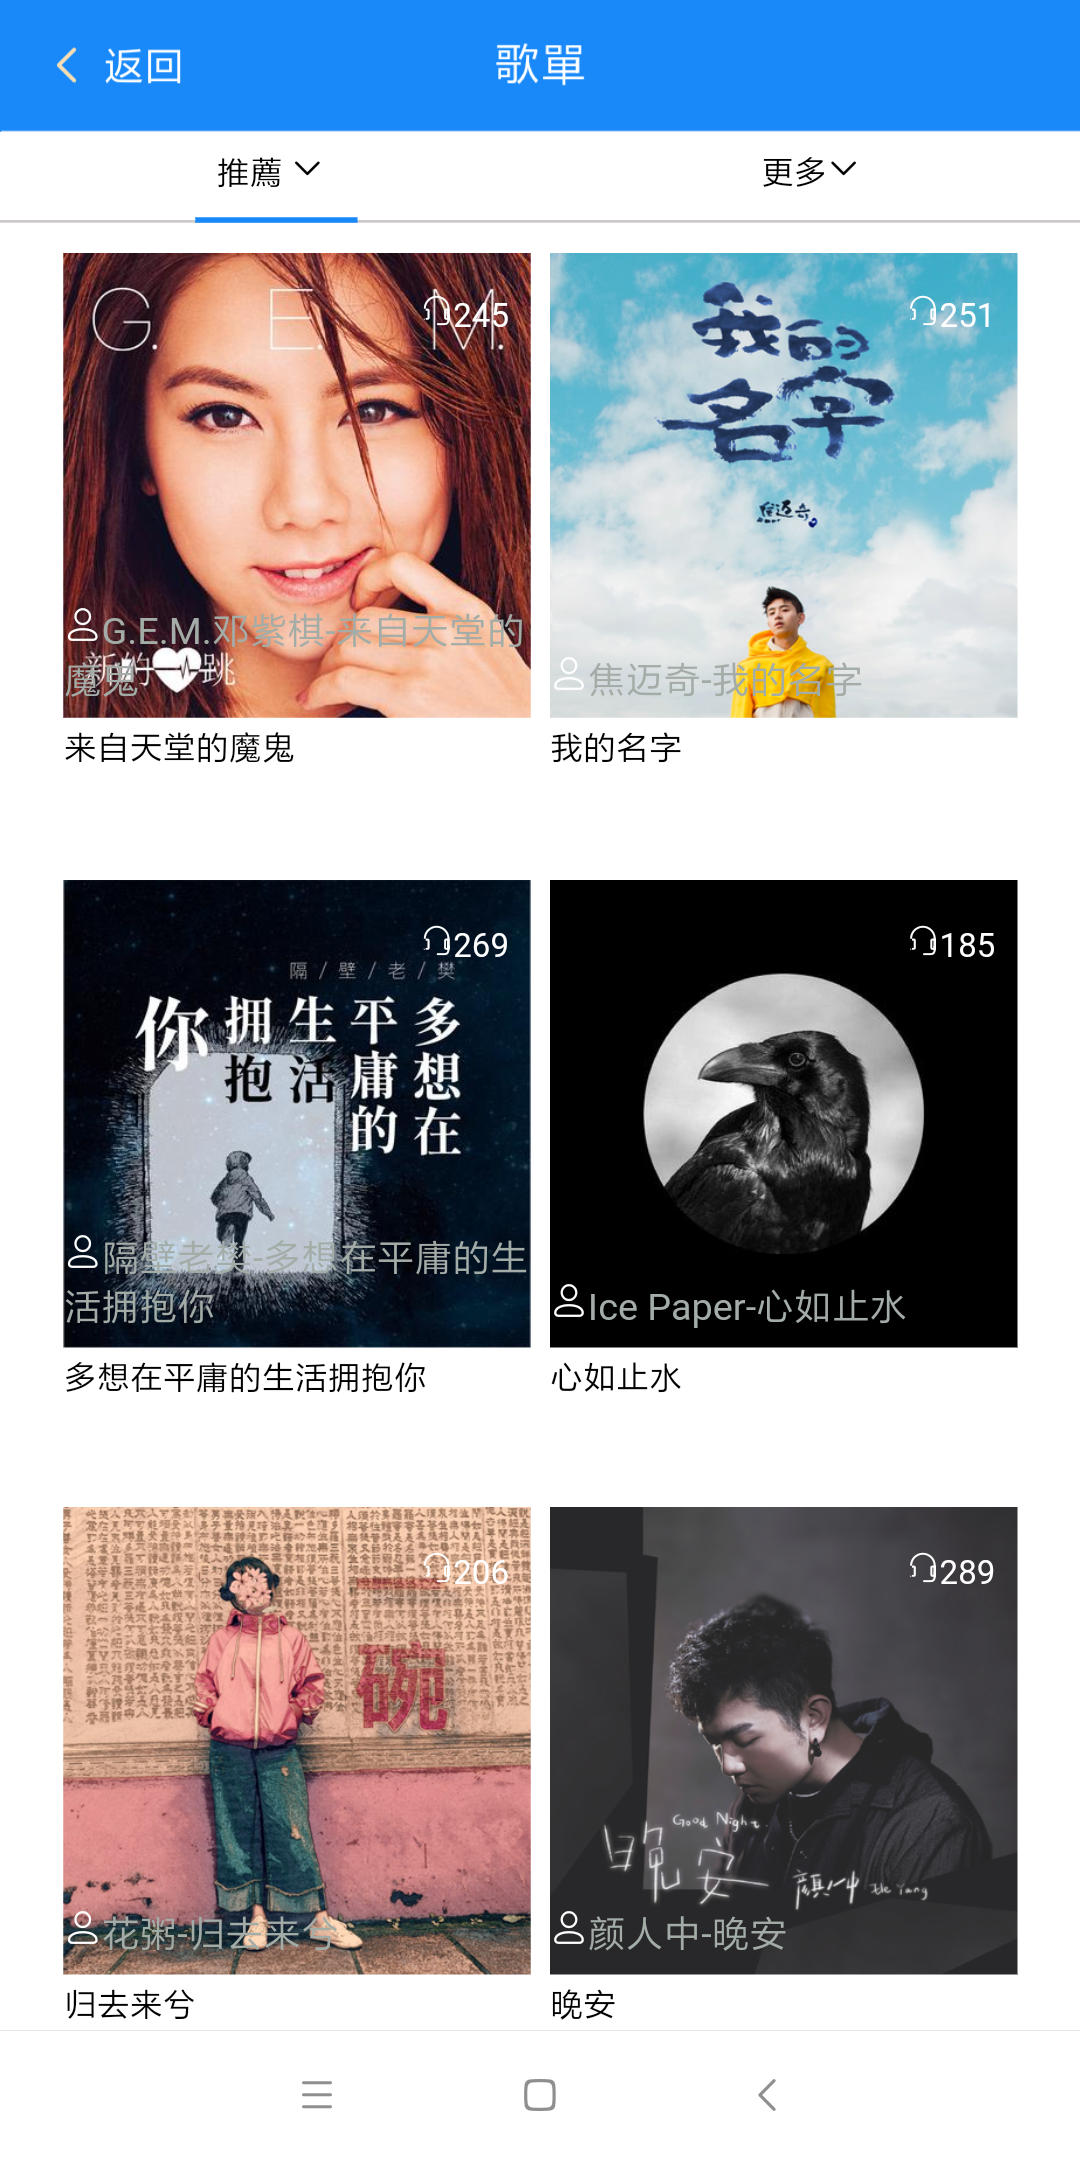 返回
歌單
推薦
更多
G. E. M.
245
G.E.M.邓紫棋-来自天堂的
魔鬼
新的 跳
来自天堂的魔鬼
251
我的
名字
焦迈奇
焦迈奇-我的名字
我的名字
269
隔/壁/老/樊
多想在
平庸的
生活
拥抱
你
隔壁老樊-多想在平庸的生
活拥抱你
多想在平庸的生活拥抱你
185
Ice Paper-心如止水
心如止水
206
一
碗
花粥-归去来兮
归去来兮
289
Good Night
晚安
颜人中-晚安
晚安